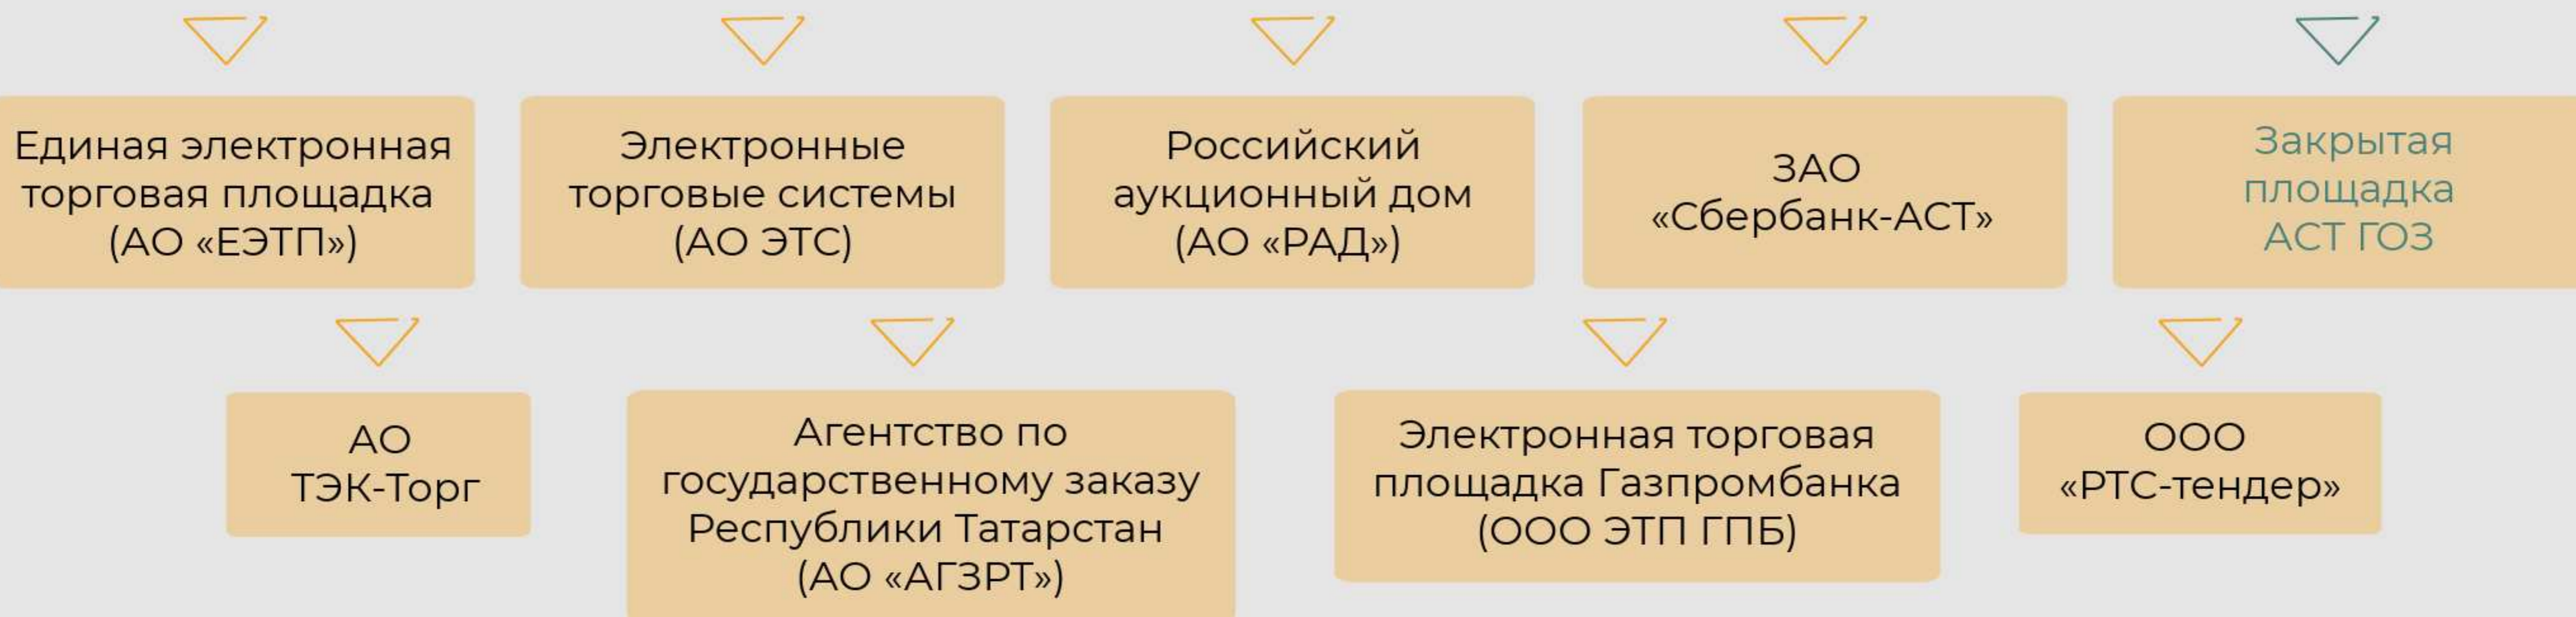 Единая электронная
торговая площадка
(АО «ЕЭТП»)
Электронные
торговые системы
(АО ЭТС)
Российский
аукционный дом
(АО «РАД»)
ЗАО
«Сбербанк-АСТ»
Закрытая
площадка
АСТ ГОЗ
АО
ТЭК-Торг
Агентство по
государственному заказу
Республики Татарстан
(АО «АГЗРТ»)
Электронная торговая
площадка Газпромбанка
(ООО ЭТП ГПБ)
ООО
«РТС-тендер»